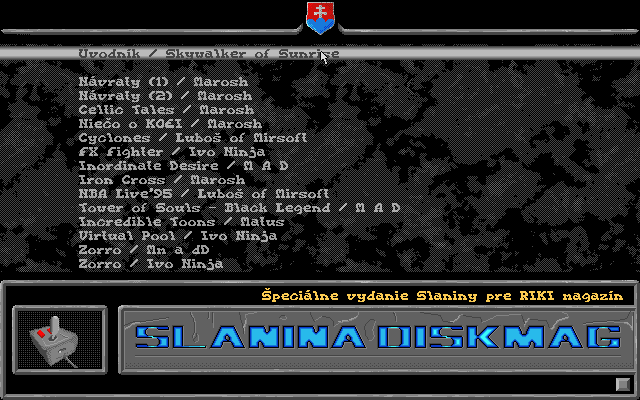 Úvodník / Skywalker of Sunrise
Návraty (1) / Marosh
Návraty (2) / Marosh
Celtic Tales / Marosh
Niečo o KOEI / Marosh
Cyclones / Luboš of Mirsoft
FX Fighter / Ivo Ninja
Inordinate Desire / M A D
Iron Cross / Marosh
NBA Live'95 / Luboš of Mirsoft
Tower of Souls - Black Legend / M A D
Incredible Toons / Matus
Virtual Pool / Ivo Ninja
Zorro / Mn a dD
Zorro / Ivo Ninja
Špeciálne vydanie Slaniny pre RIKI magazín
SLANINA DISKMAG